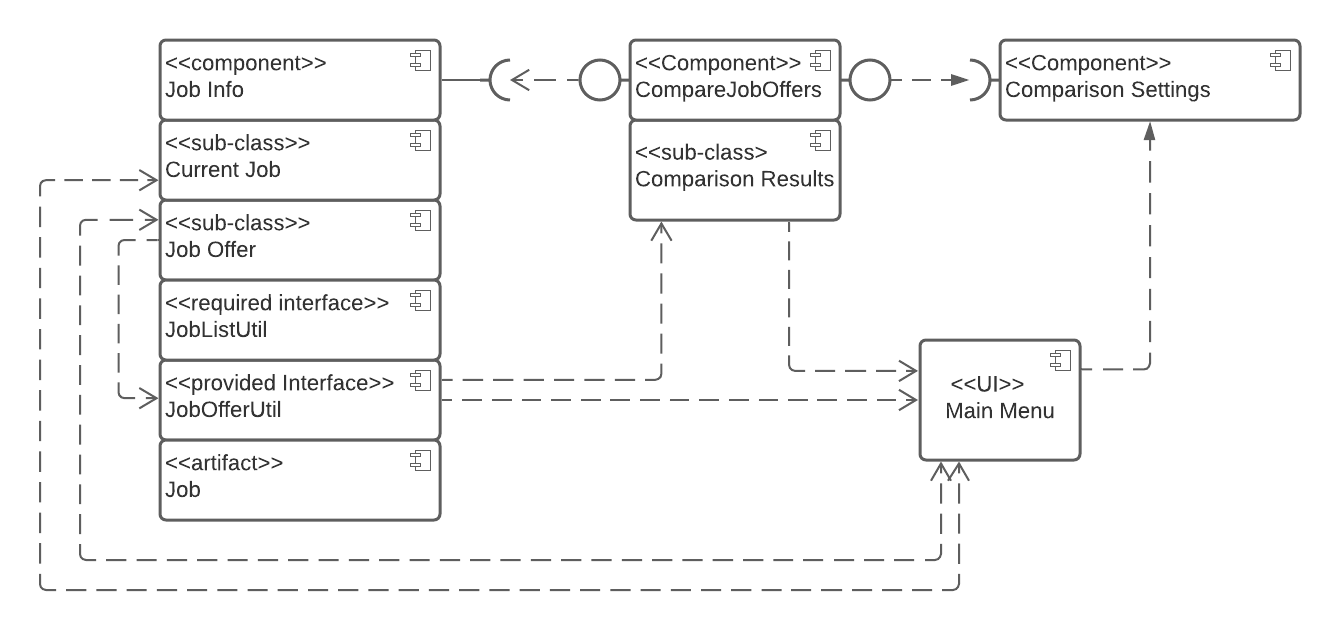 <<component>>
Job Info
<<sub-class>>
Current Job
<<sub-class>>
Job Offer
<<required interface>>
JobListUtil
<<provided Interface>>
JobOfferUtil
<<artifact>>
Job
<<Component>>
CompareJobOffers
<<sub-class>
Comparison Results
<<Component>>
Comparison Settings
<<UI>>
Main Menu